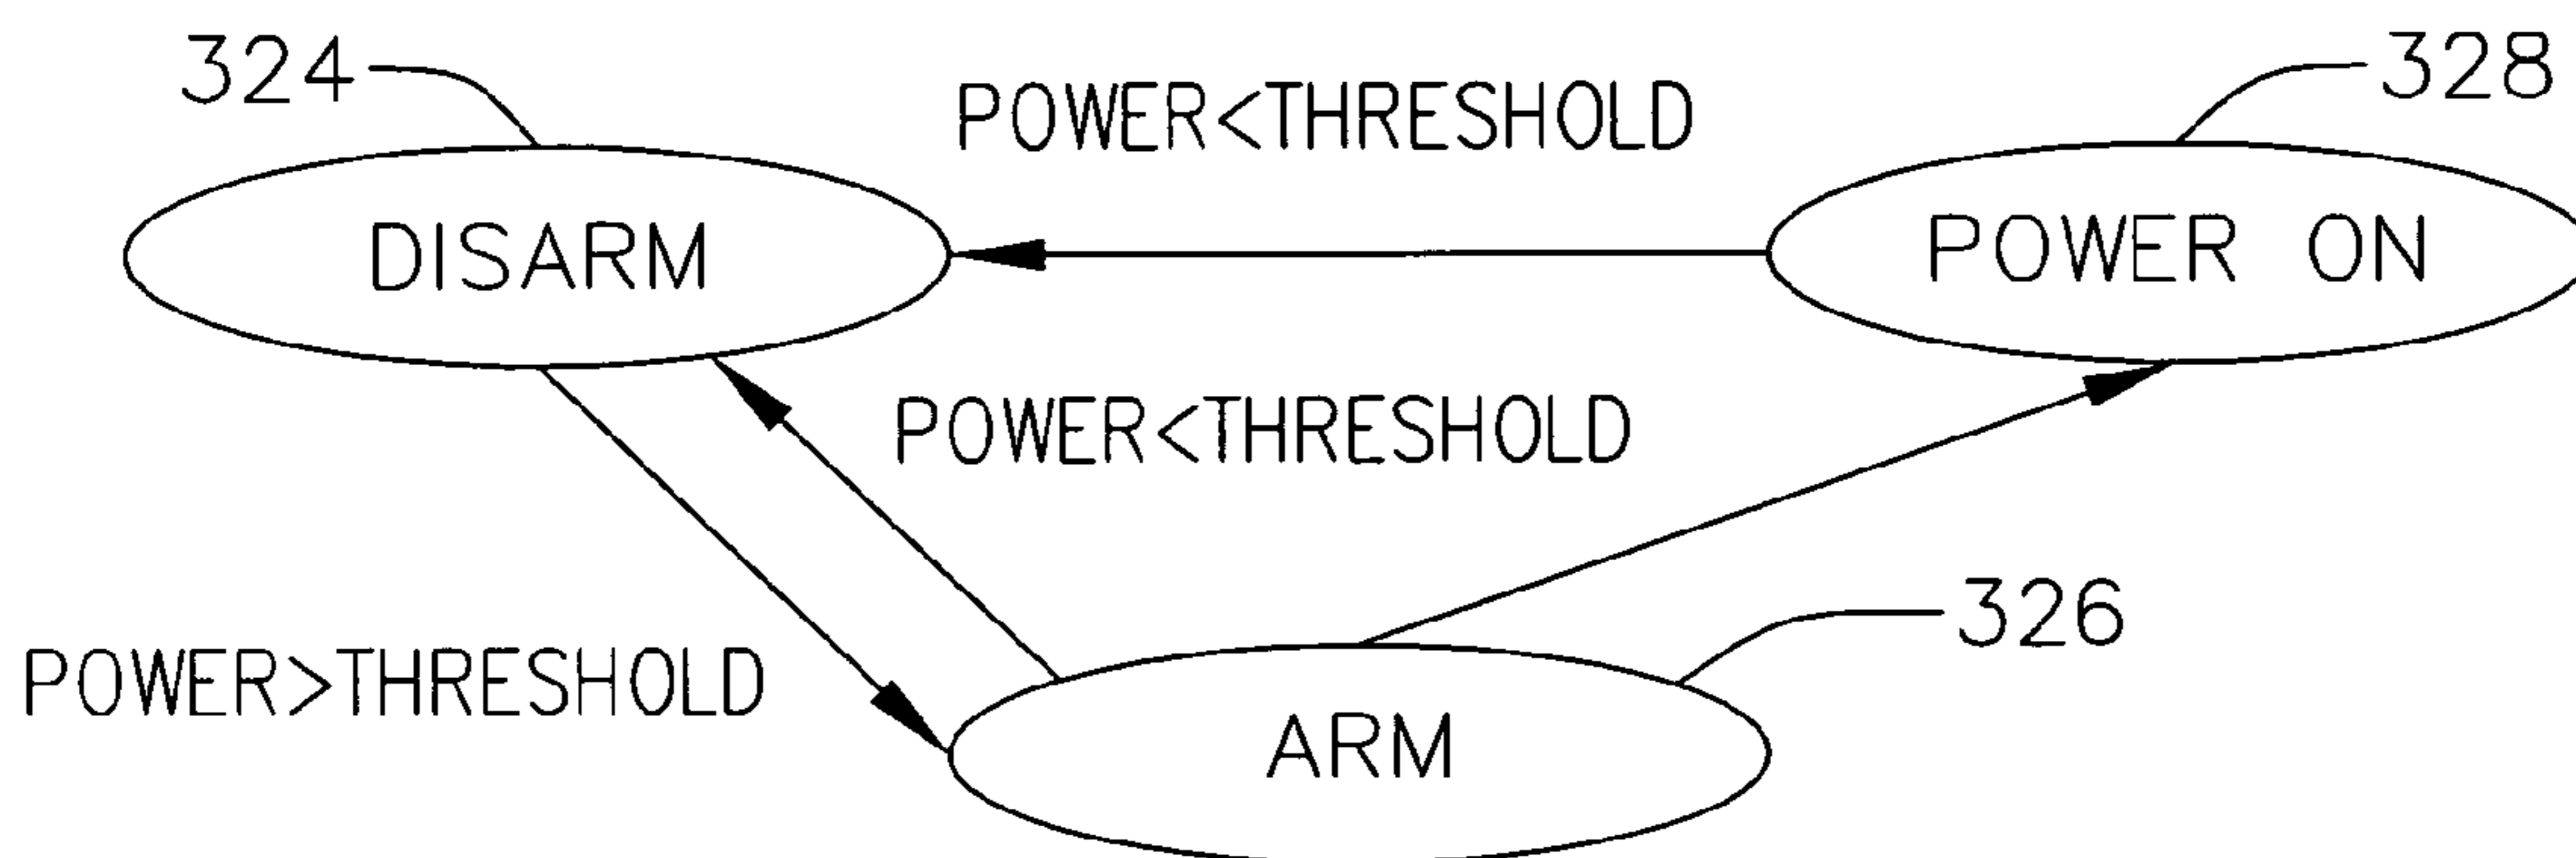 324
POWER<THRESHOLD
328
DISARM
POWER ON
POWER<THRESHOLD
326
POWER>THRESHOLD
ARM